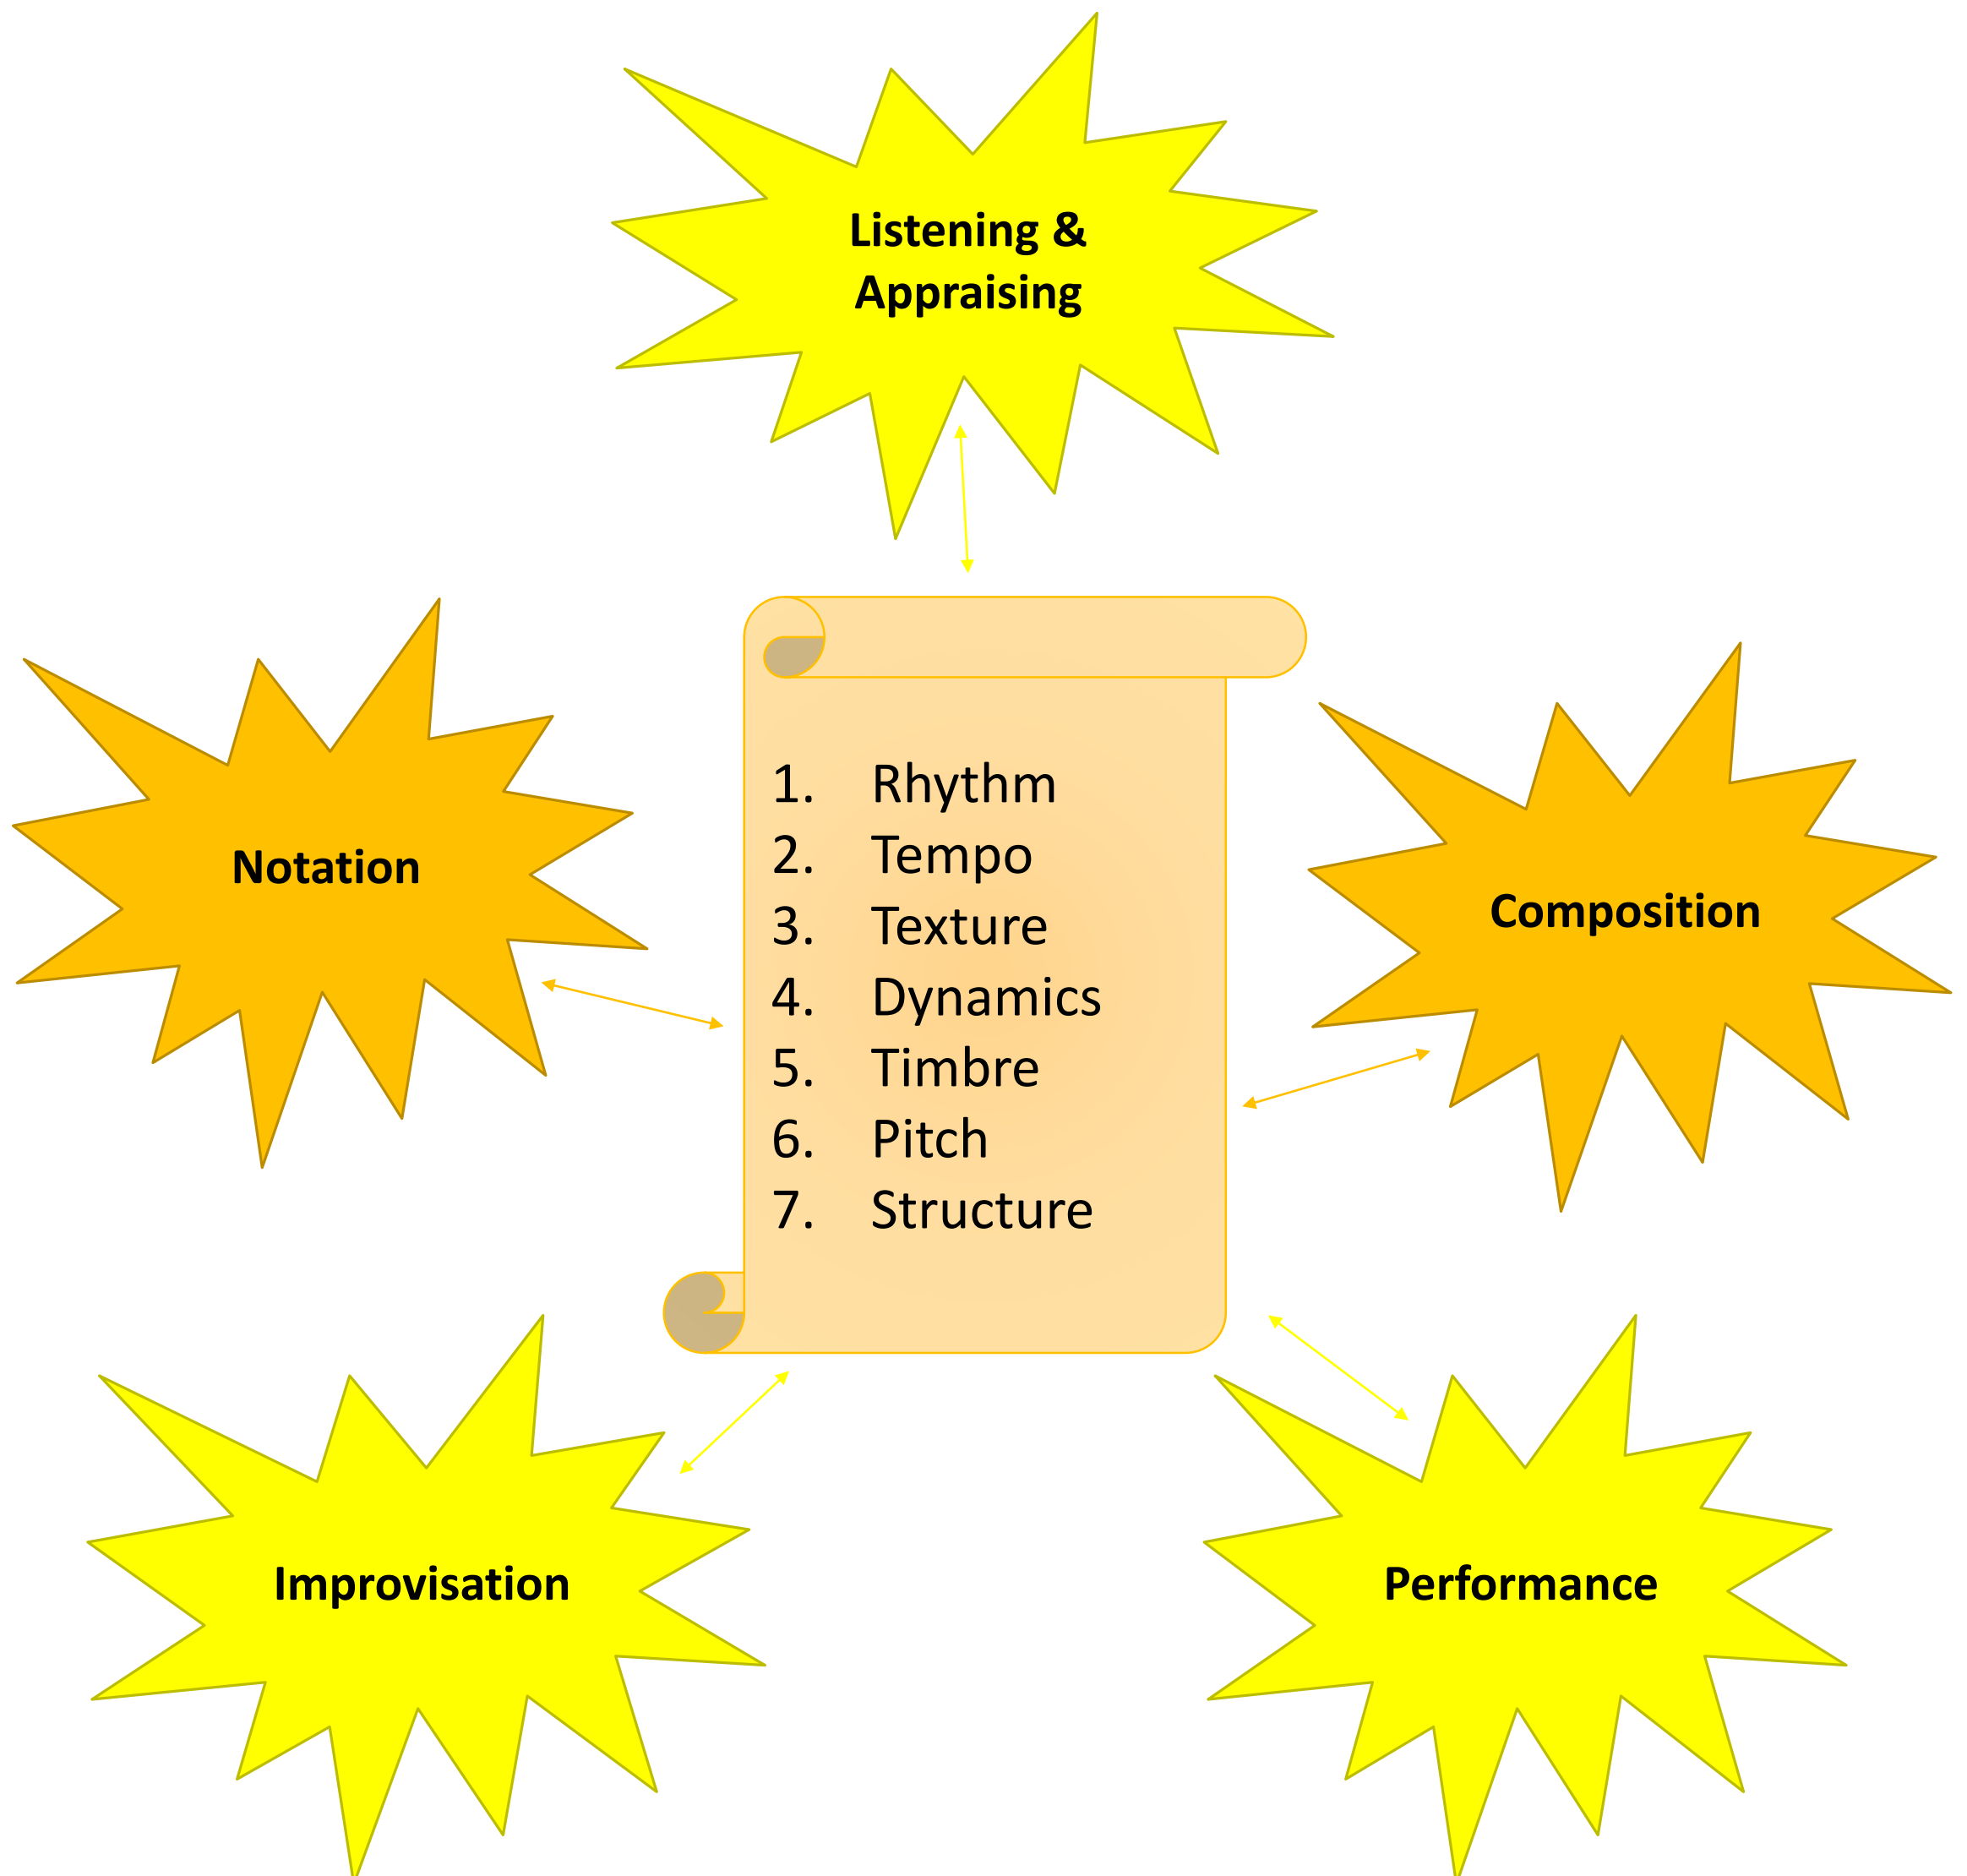 Listening &
Appraising
Notation
1. Rhythm
2. Tempo
3. Texture
4. Dynamics
5. Timbre
6. Pitch
7. Structure
Composition
Improvisation
Performance